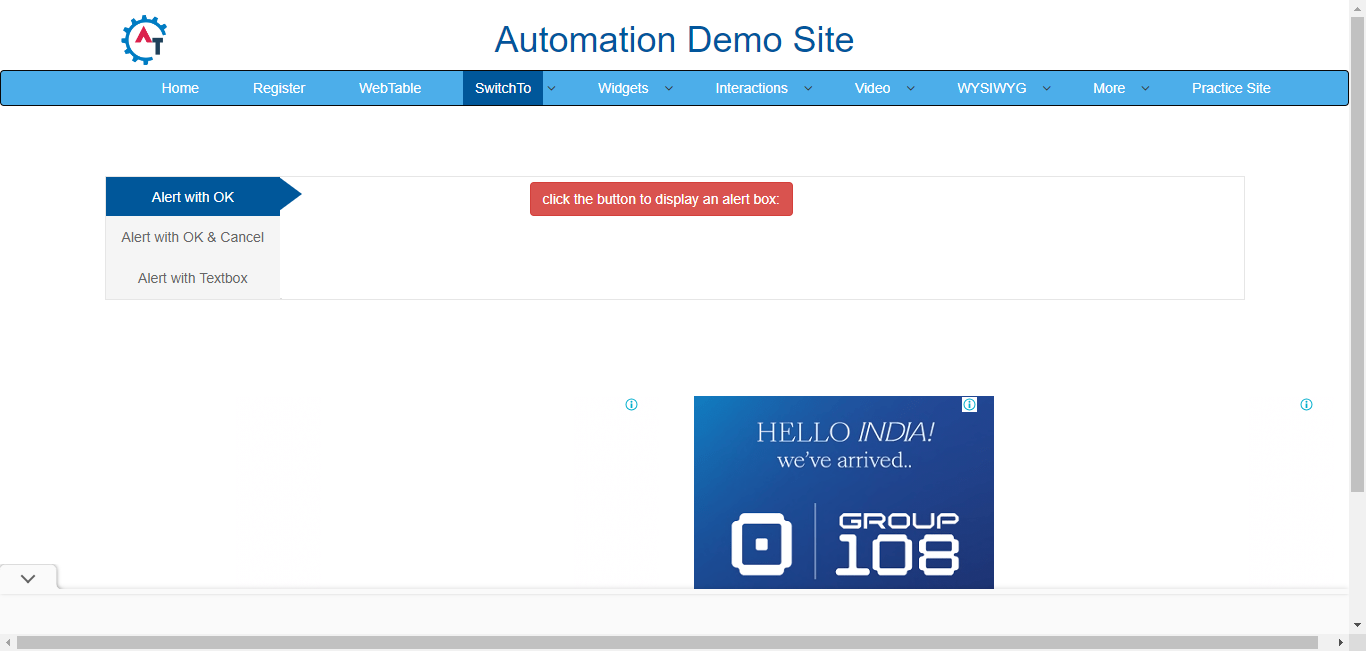 AT
Automation Demo Site
Home Register WebTable SwitchTo Widgets Interactions Video WYSIWYG More Practice Site
Alert with OK
click the button to display an alert box:
Alert with OK & Cancel
Alert with Textbox
HELLO INDIA!
we've arrived..
GROUP
108